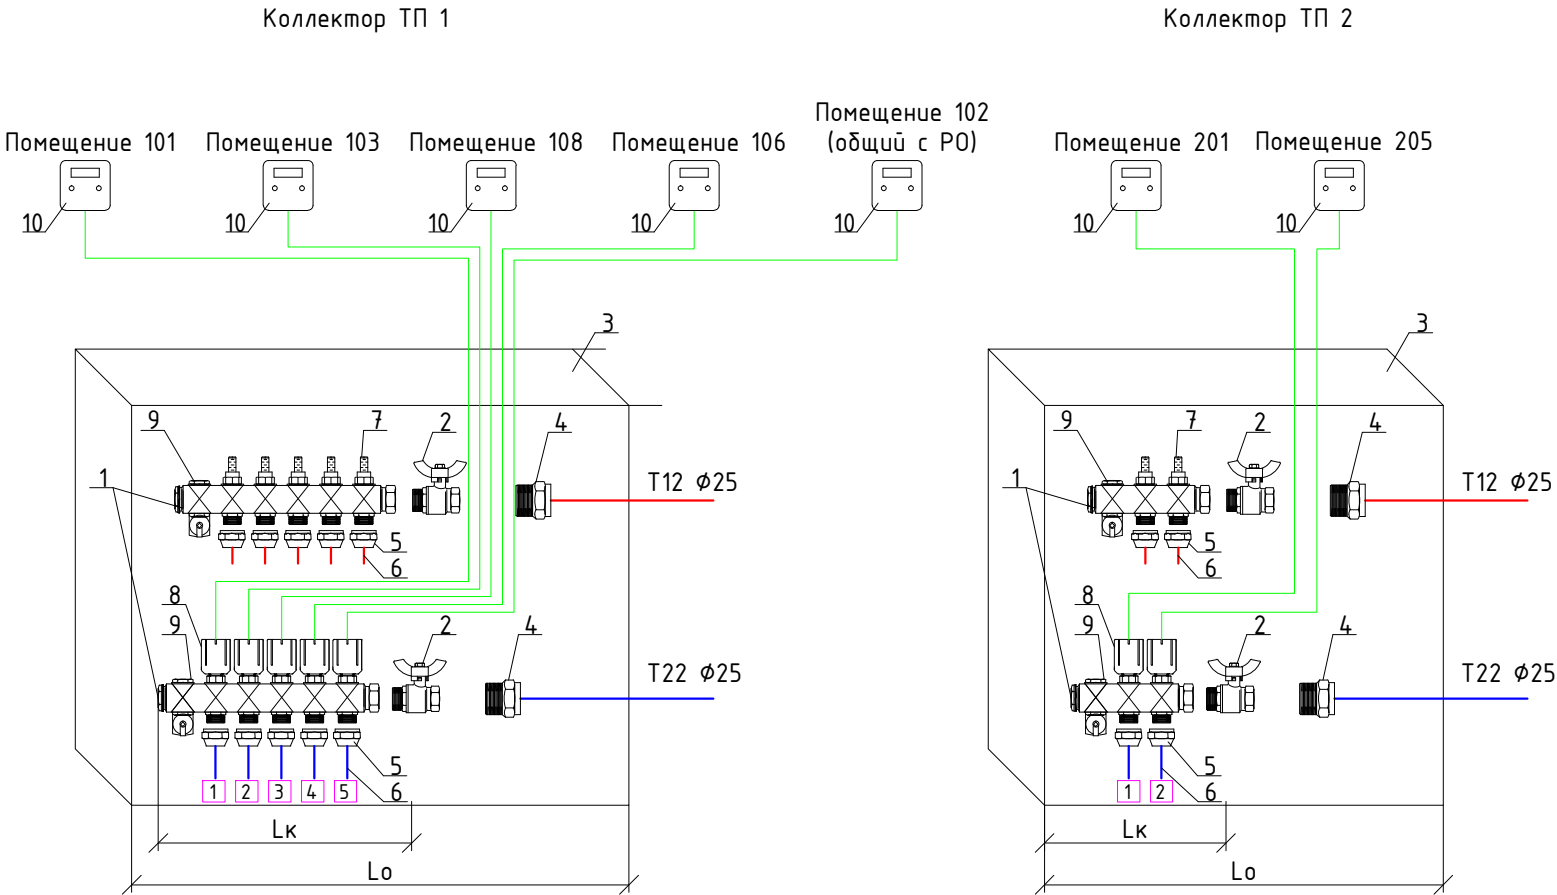 Коллектор ТП 1
Коллектор ТП 2
Помещение 101
Помещение 103
Помещение 108
Помещение 106
Помещение 102
(общий с РО)
Помещение 201
Помещение 205
10
10
10
10
10
10
10
3
3
9
7
2
4
9
7
2
4
1
Т12 Ф25
1
Т12 Ф25
5
6
5
6
8
9
2
4
8
9
2
4
Т22 Ф25
Т22 Ф25
5
6
5
6
1
2
3
4
5
1
2
Lк
Lк
Lо
Lо